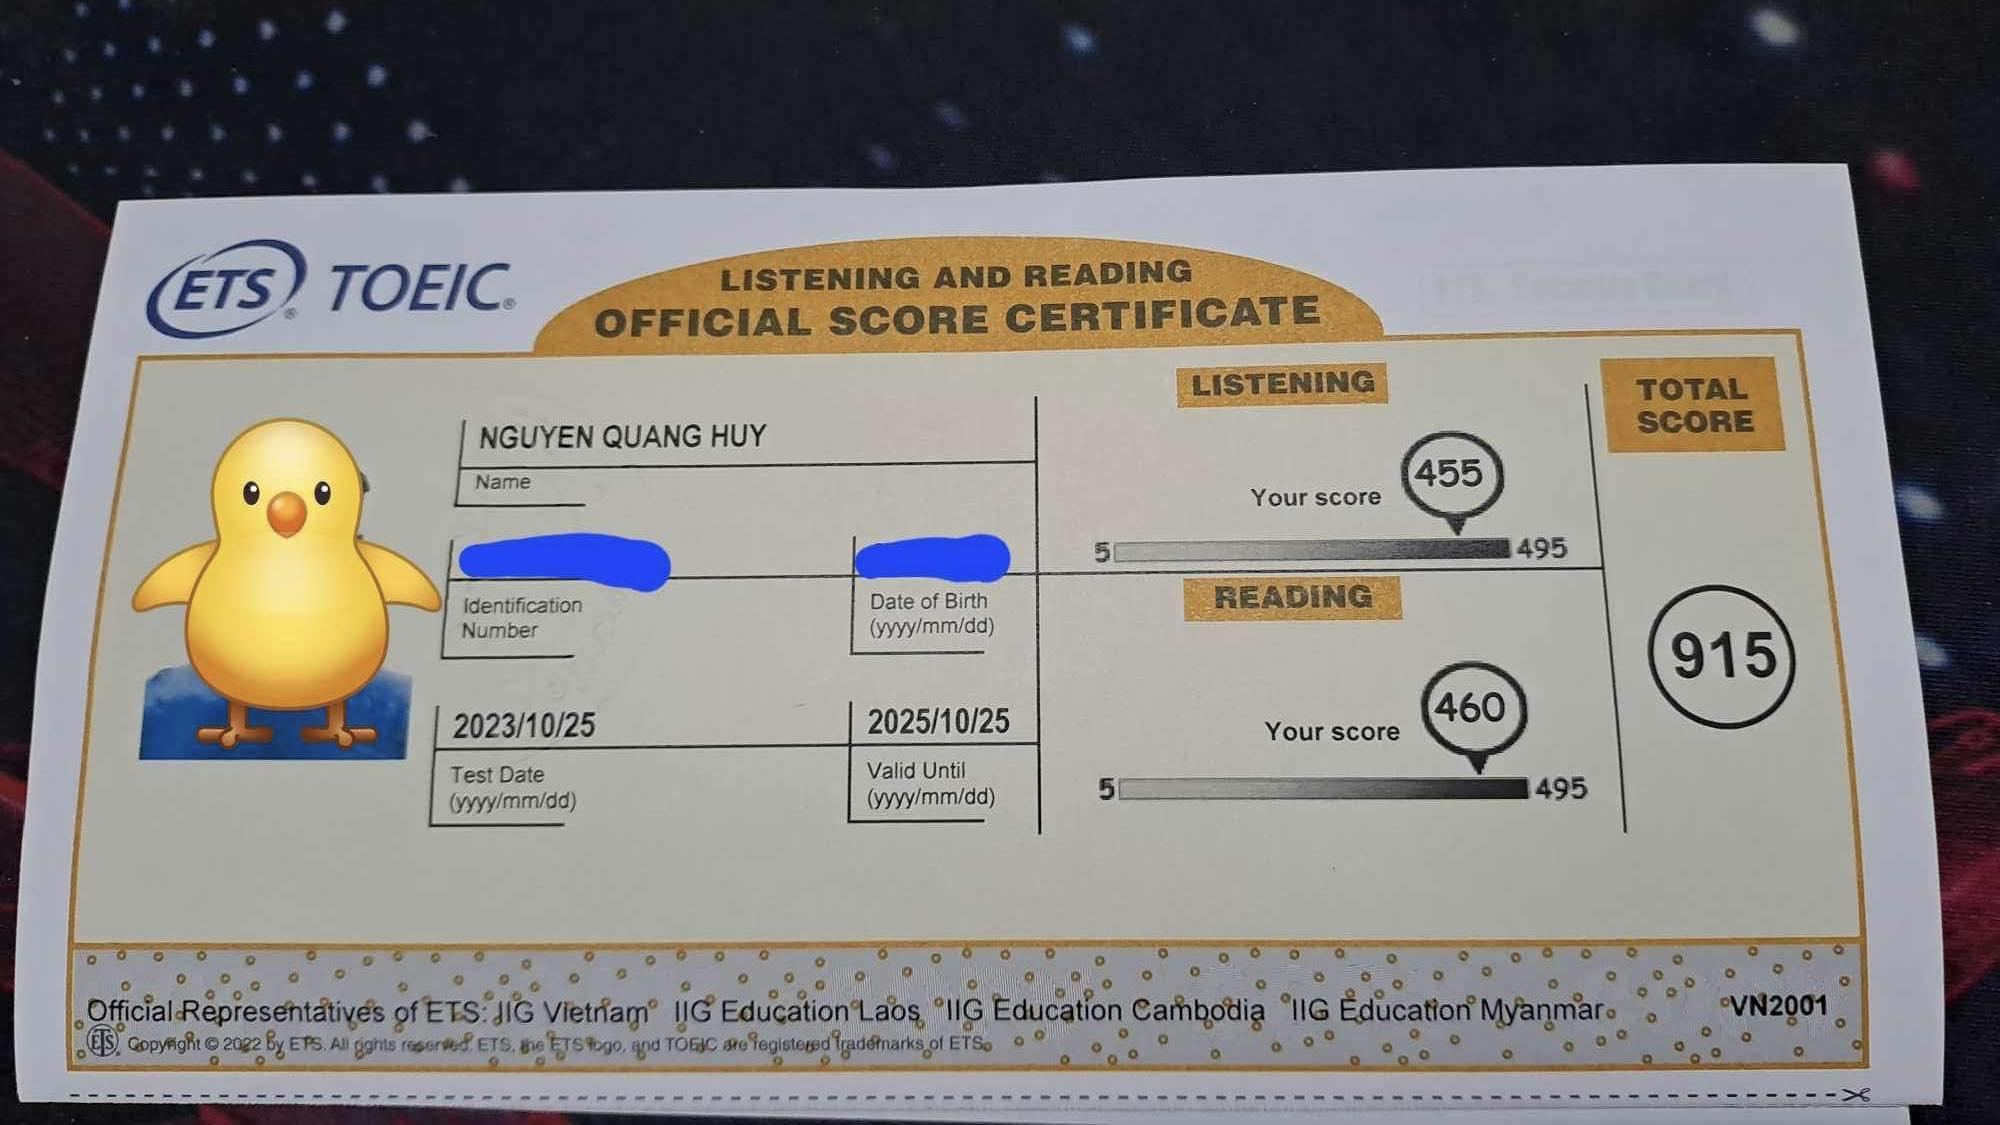 ETS® TOEIC®
LISTENING AND READING
OFFICIAL SCORE CERTIFICATE
NGUYEN QUANG HUY
Name
Identification
Number
Date of Birth
(yyyy/mm/dd)
2023/10/25
Test Date
(yyyy/mm/dd)
2025/10/25
Valid Until
(yyyy/mm/dd)
LISTENING
Your score
455
5
495
READING
Your score
460
5
495
TOTAL
SCORE
915
Official Representatives of ETS: IIG Vietnam IIG Education Laos IIG Education Cambodia IIG Education Myanmar
VN2001
ETS® Copyright © 2022 by ETS. All rights reserved. ETS, the ETS logo, and TOEIC are registered trademarks of ETS.